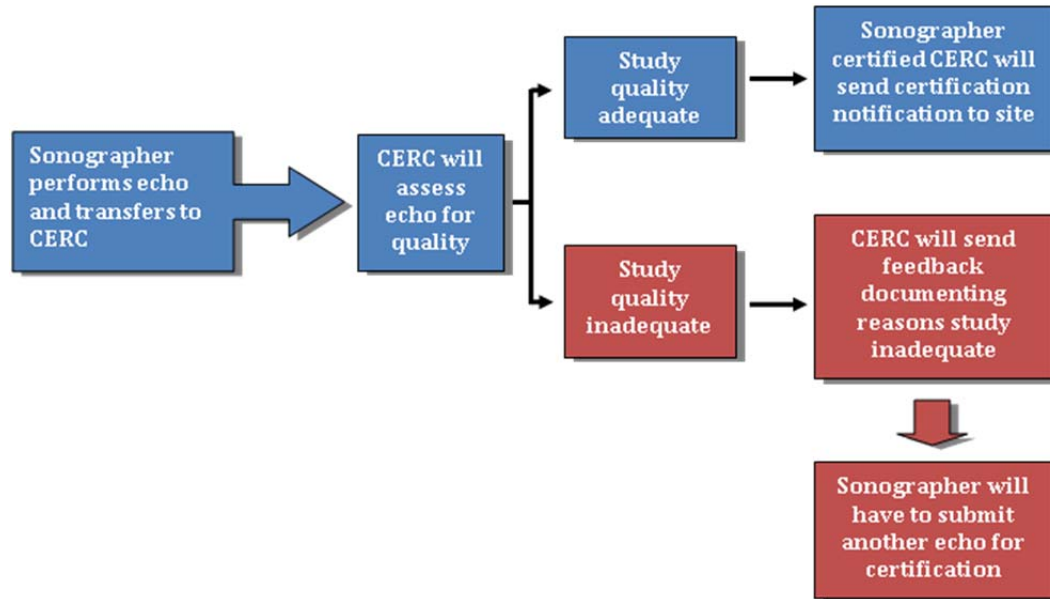 Sonographer
performs echo
and transfers to
CERC
CERC will
assess
echo for
quality
Study
quality
adequate
Sonographer
certified CERC will
send certification
notification to site
Study
quality
inadequate
CERC will send
feedback
documenting
reasons study
inadequate
Sonographer will
have to submit
another echo for
certification